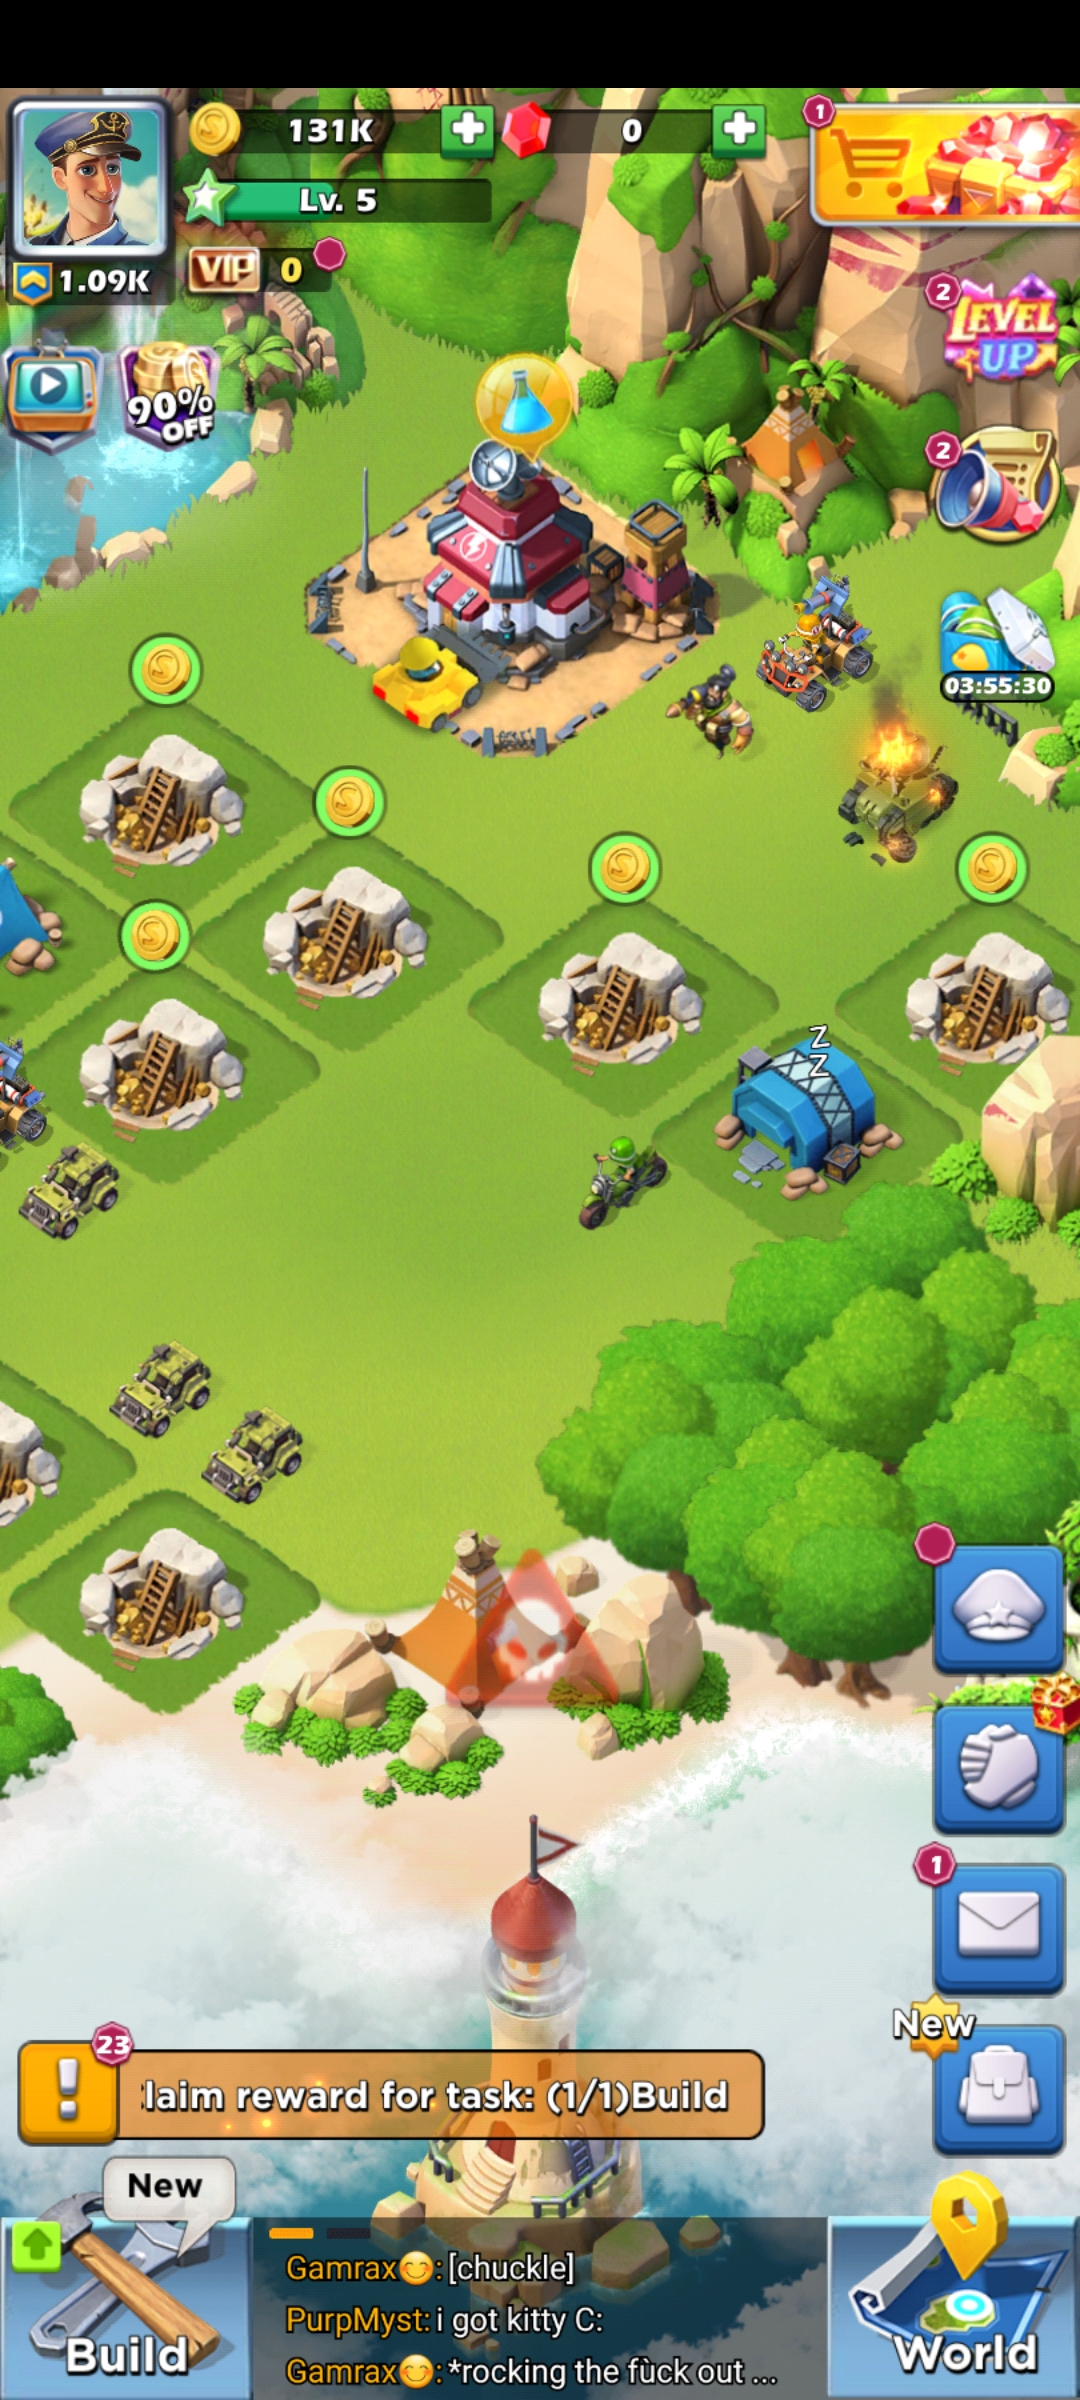 131K
0
1
Lv. 5
1.09K
VIP 0
2
LEVEL UP
90% OFF
2
03:55:30
Z
Z
1
New
23
laim reward for task: (1/1)Build
New
Gamrax😊: [chuckle]
PurpMyst: i got kitty C:
Gamrax😊: *rocking the fùck out ...
Build
World